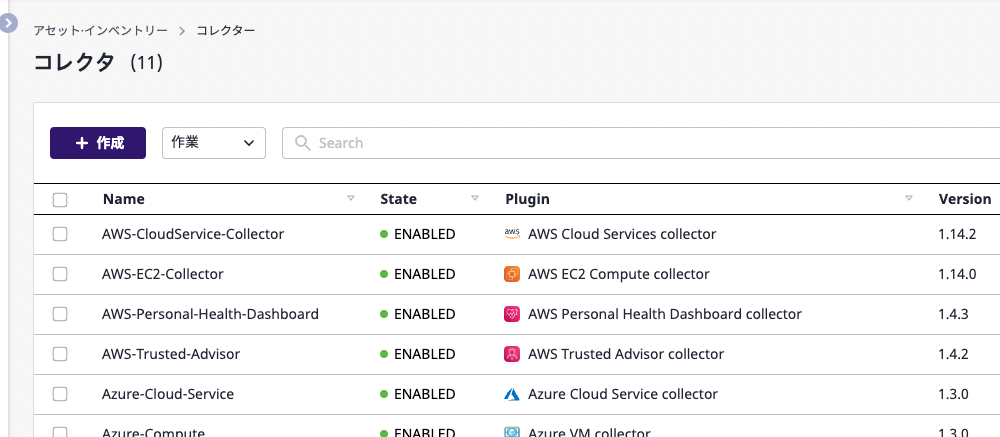 アセット·インベントリー > コレクター
コレクタ (11)
+ 作成 作業 Search
Name State Plugin Version
AWS-CloudService-Collector ENABLED aws AWS Cloud Services collector 1.14.2
AWS-EC2-Collector ENABLED AWS EC2 Compute collector 1.14.0
AWS-Personal-Health-Dashboard ENABLED AWS Personal Health Dashboard collector 1.4.3
AWS-Trusted-Advisor ENABLED AWS Trusted Advisor collector 1.4.2
Azure-Cloud-Service ENABLED Azure Cloud Service collector 1.3.0
Azure-Compute ENABLED Azure VM collector 1.3.0